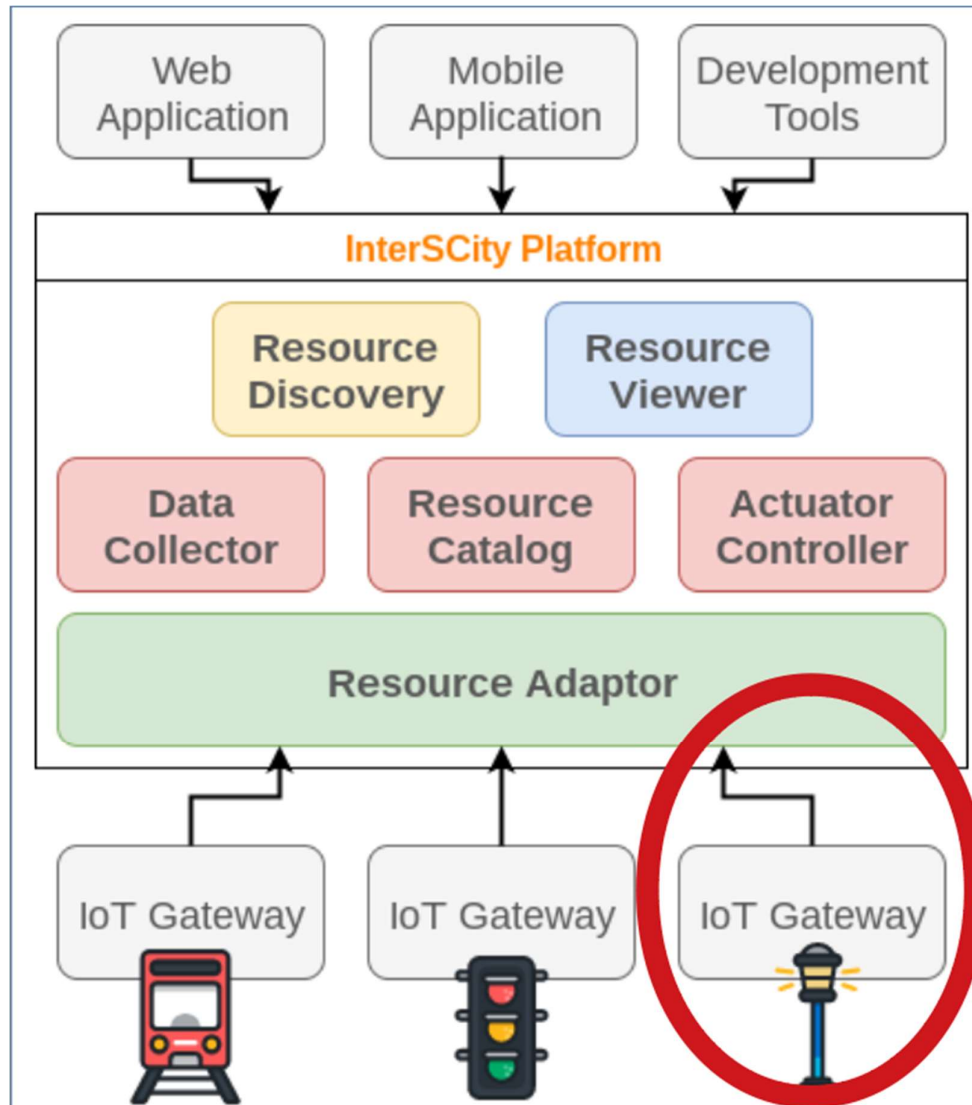 Web
Application
Mobile
Application
Development
Tools
InterSCity Platform
Resource
Discovery
Resource
Viewer
Data
Collector
Resource
Catalog
Actuator
Controller
Resource Adaptor
IoT Gateway
IoT Gateway
IoT Gateway